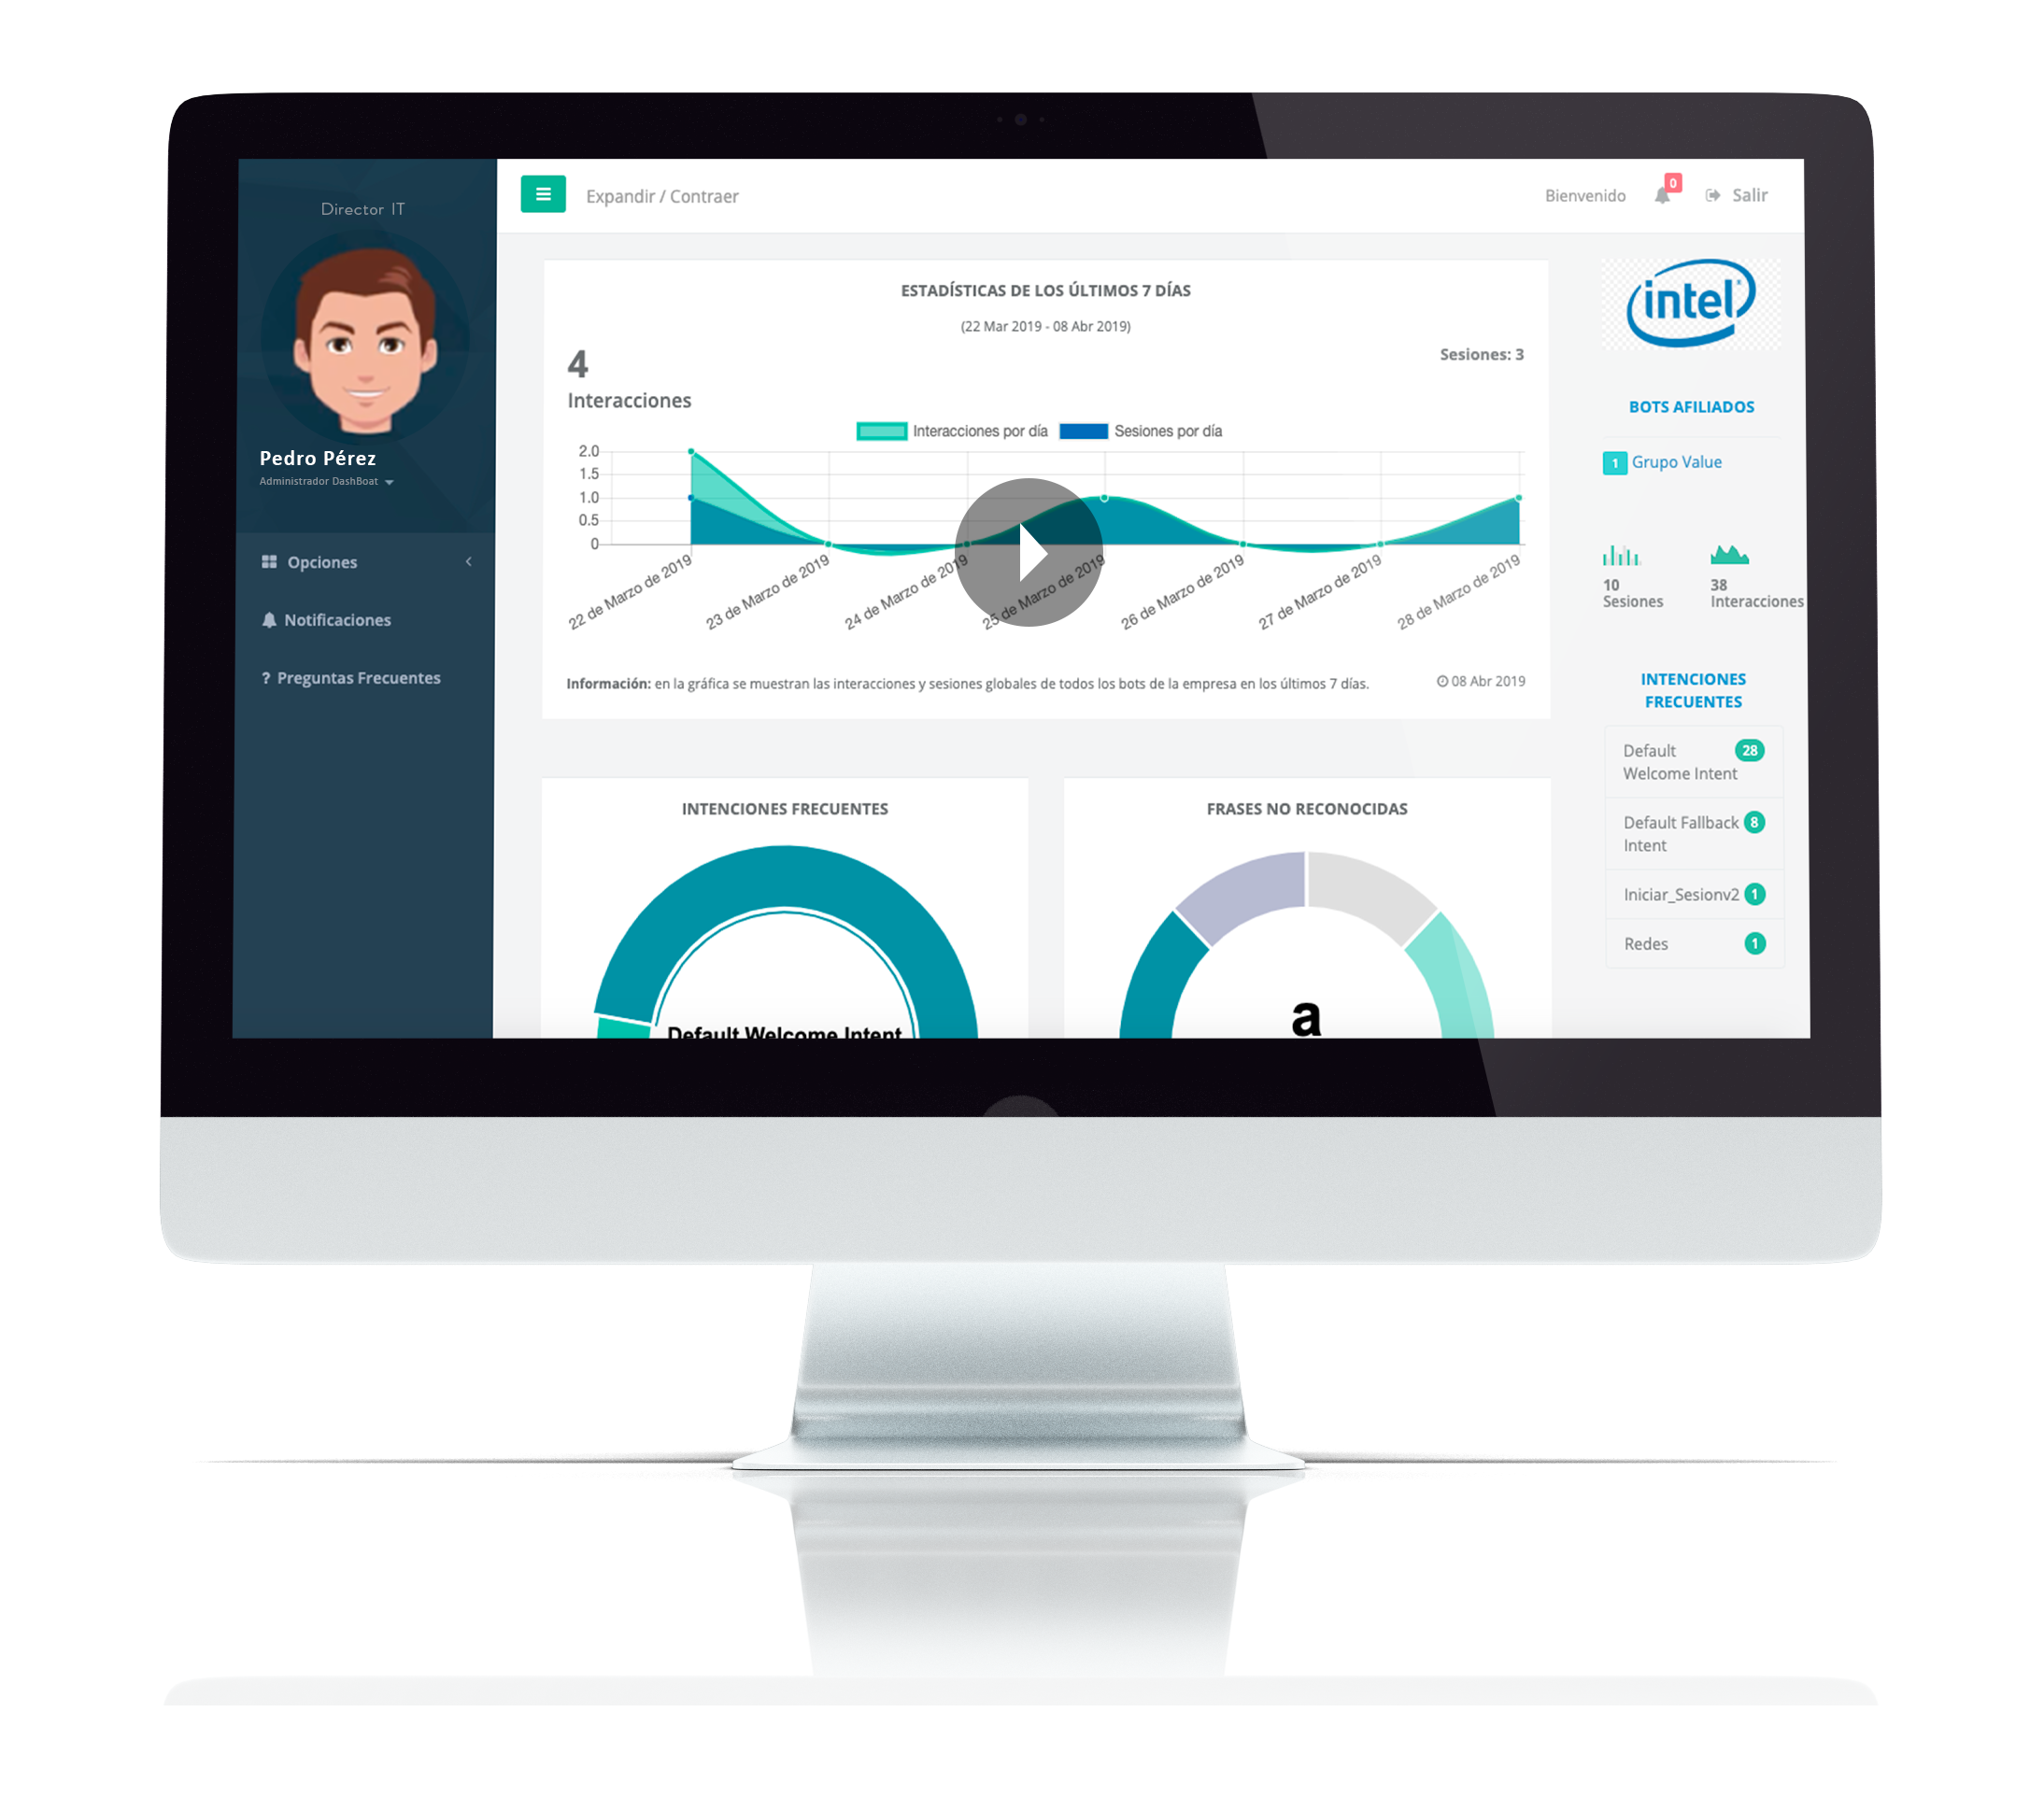 Director IT
Pedro Pérez
Administrador DashBoat
Opciones
Notificaciones
? Preguntas Frecuentes
Expandir / Contraer
Bienvenido
0
Salir
ESTADÍSTICAS DE LOS ÚLTIMOS 7 DÍAS
(22 Mar 2019 - 08 Abr 2019)
4
Interacciones
Sesiones: 3
Interacciones por día
Sesiones por día
2.0
1.5
1.0
0.5
0
22 de Marzo de 2019
23 de Marzo de 2019
24 de Marzo de 2019
25 de Marzo de 2019
26 de Marzo de 2019
27 de Marzo de 2019
28 de Marzo de 2019
Información: en la gráfica se muestran las interacciones y sesiones globales de todos los bots de la empresa en los últimos 7 días.
08 Abr 2019
INTENCIONES FRECUENTES
Default Welcome Intent
FRASES NO RECONOCIDAS
a
intel
BOTS AFILIADOS
1 Grupo Value
10
Sesiones
38
Interacciones
INTENCIONES
FRECUENTES
Default 28
Welcome Intent
Default Fallback 8
Intent
Iniciar_Sesionv2 1
Redes 1